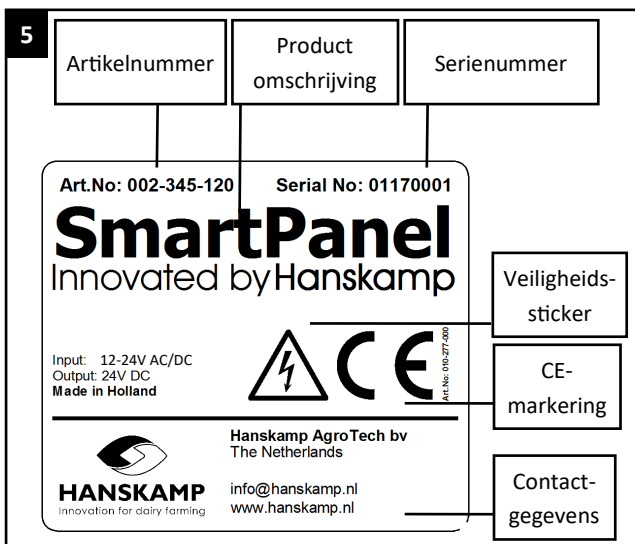 5
Artikelnummer
Product
omschrijving
Serienummer
Art.No: 002-345-120
Serial No: 01170001
SmartPanel
Innovated by Hanskamp
Veiligheids-
sticker
Input: 12-24V AC/DC
Output: 24V DC
Made in Holland
CE
Art.No: 010-277-000
CE-
markering
Hanskamp AgroTech bv
The Netherlands
HANSKAMP
Innovation for dairy farming
info@hanskamp.nl
www.hanskamp.nl
Contact-
gegevens